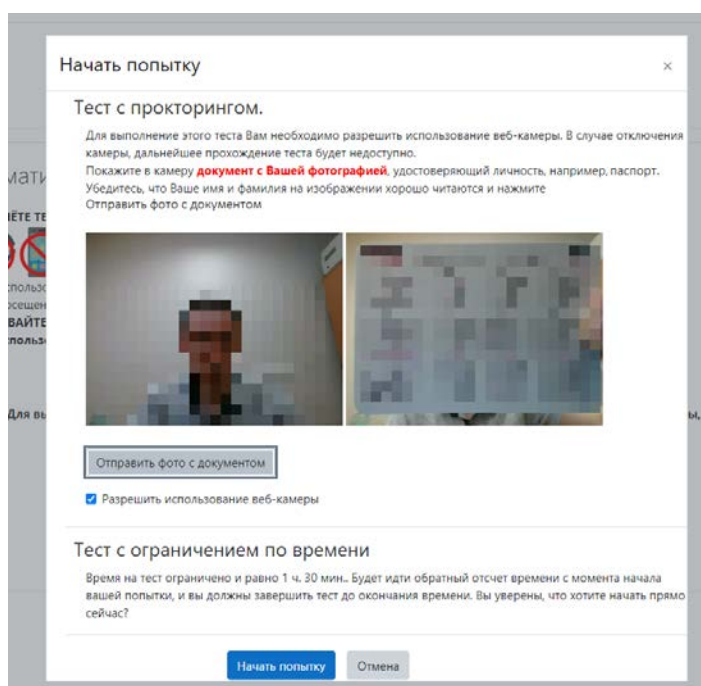 Начать попытку ×
Тест с прокторингом.
Для выполнение этого теста Вам необходимо разрешить использование веб-камеры. В случае отключения
камеры, дальнейшее прохождение теста будет недоступно.
Покажите в камеру документ с Вашей фотографией, удостоверяющий личность, например, паспорт.
Убедитесь, что Ваше имя и фамилия на изображении хорошо читаются и нажмите
Отправить фото с документом
Отправить фото с документом
Разрешить использование веб-камеры
Тест с ограничением по времени
Время на тест ограничено и равно 1 ч. 30 мин.. Будет идти обратный отсчет времени с момента начала
вашей попытки, и вы должны завершить тест до окончания времени. Вы уверены, что хотите начать прямо
сейчас?
Начать попытку Отмена